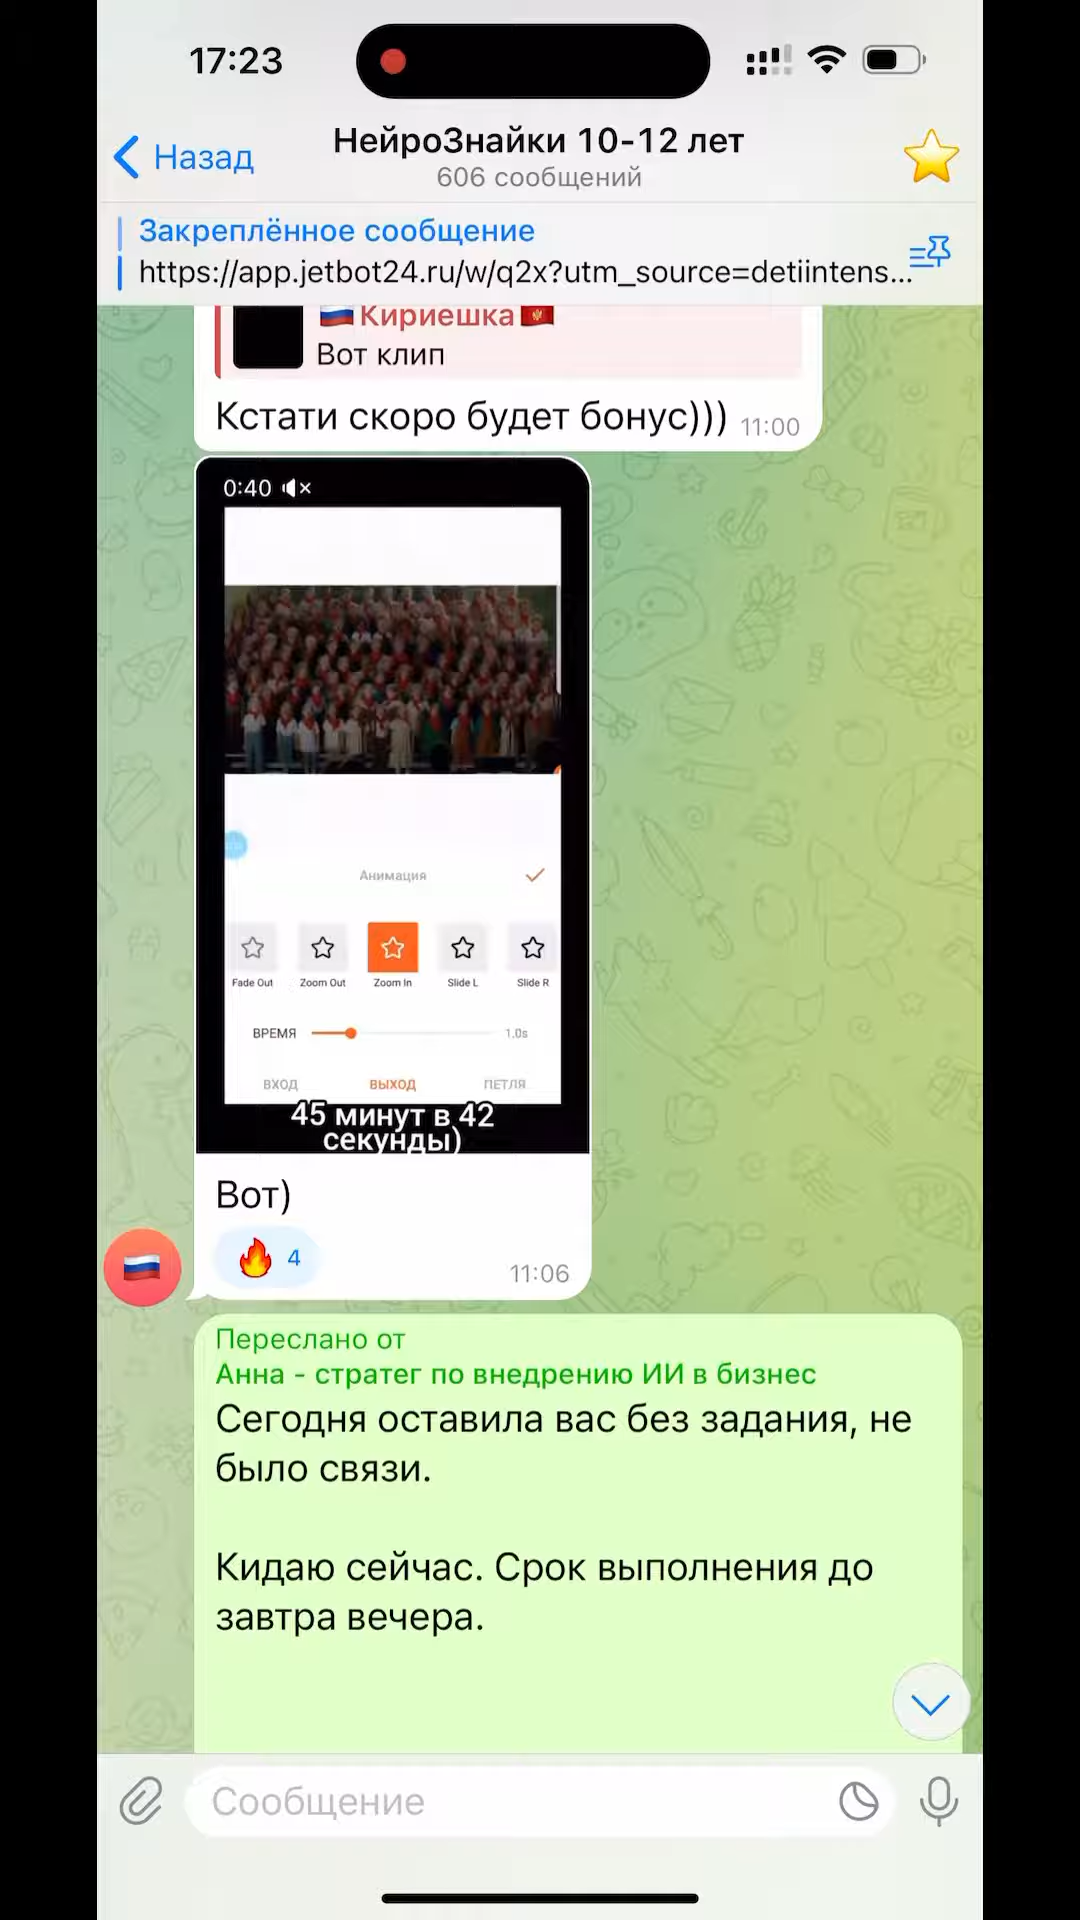 17:23
Назад
НейроЗнайки 10-12 лет
606 сообщений
Закреплённое сообщение
https://app.jetbot24.ru/w/q2x?utm_source=detiintens...
Кириешка
Вот клип
Кстати скоро будет бонус))) 11:00
0:40
Анимация
Fade Out Zoom Out Zoom In Slide L Slide R
ВРЕМЯ 1.0s
ВХОД ВЫХОД ПЕТЛЯ
45 минут в 42
секунды)
Вот)
4
11:06
Переслано от
Анна - стратег по внедрению ИИ в бизнес
Сегодня оставила вас без задания, не
было связи.
Кидаю сейчас. Срок выполнения до
завтра вечера.
Сообщение